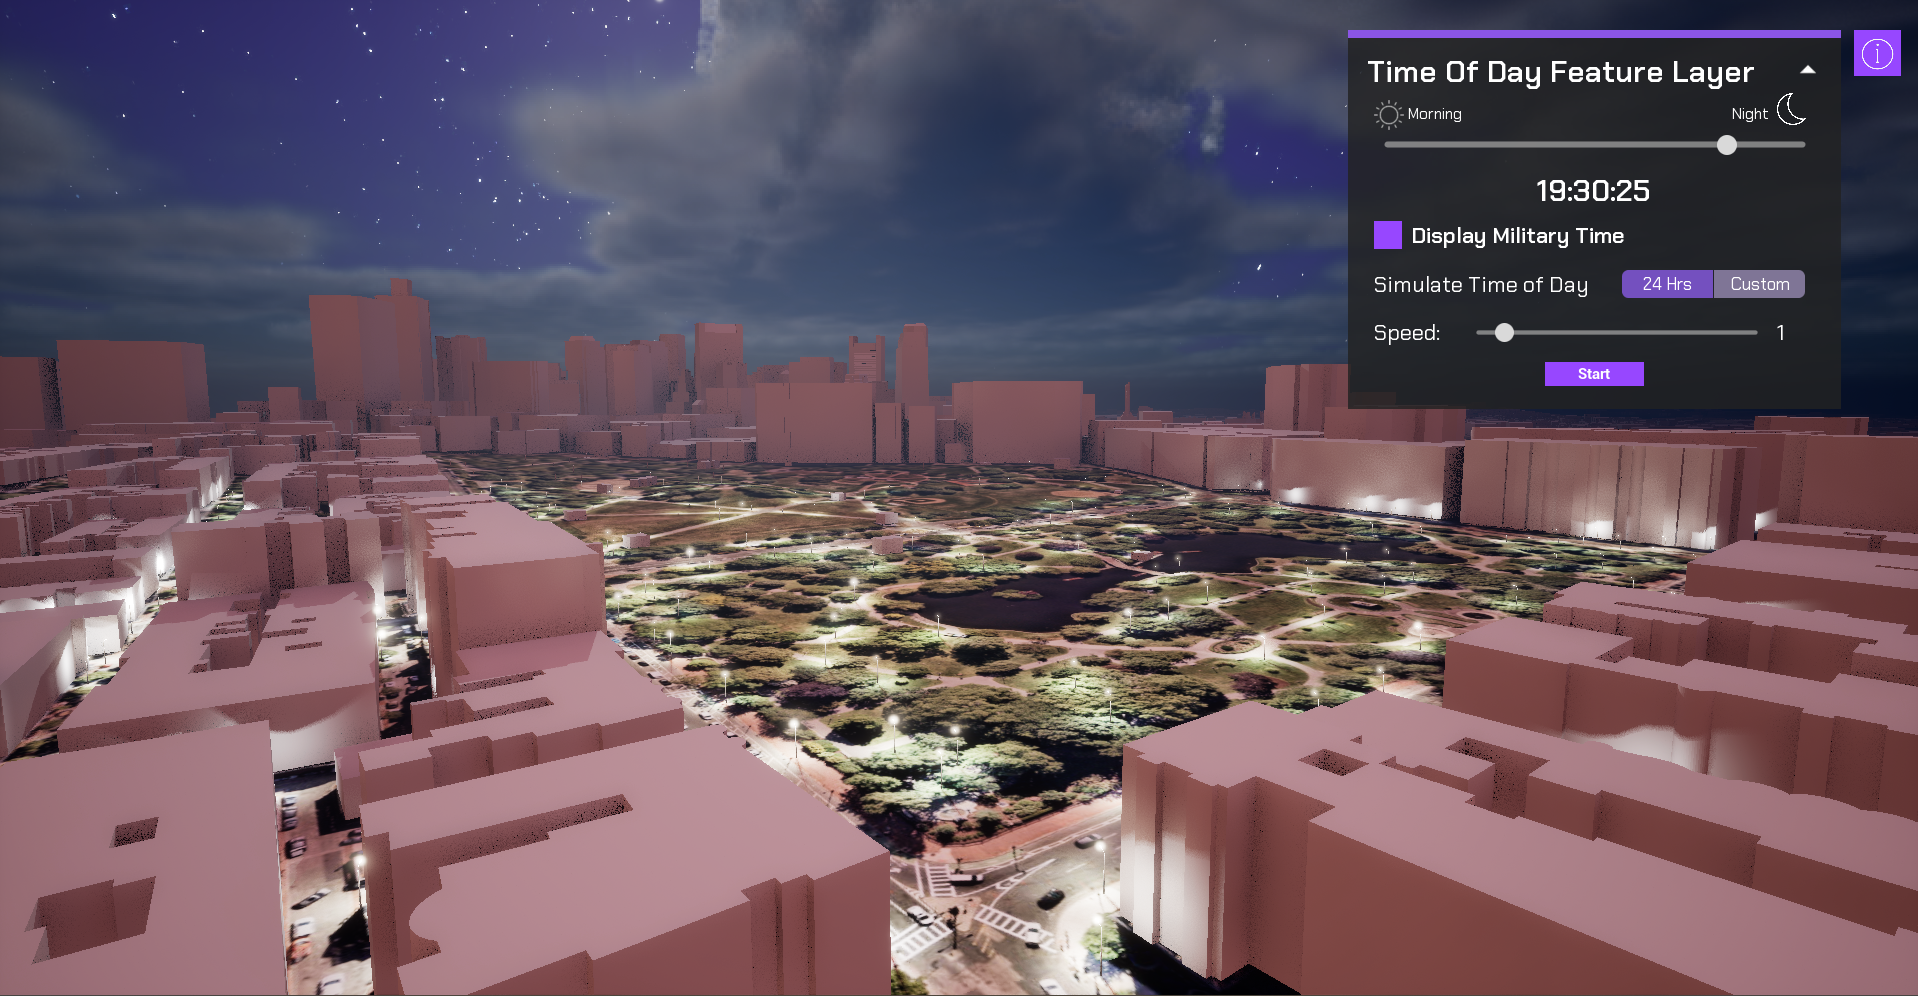 Time Of Day Feature Layer
i
Morning
Night
19:30:25
Display Military Time
Simulate Time of Day
24 Hrs
Custom
Speed:
1
Start